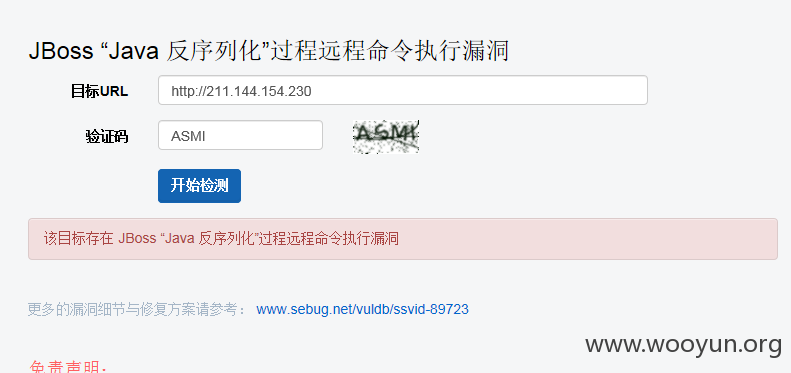 JBoss “Java 反序列化”过程远程命令执行漏洞
目标URL http://211.144.154.230
验证码 ASMI ASMI
开始检测
该目标存在 JBoss “Java 反序列化”过程远程命令执行漏洞
更多的漏洞细节与修复方案请参考： www.sebug.net/vuldb/ssvid-89723
www.wooyun.org
免责声明：